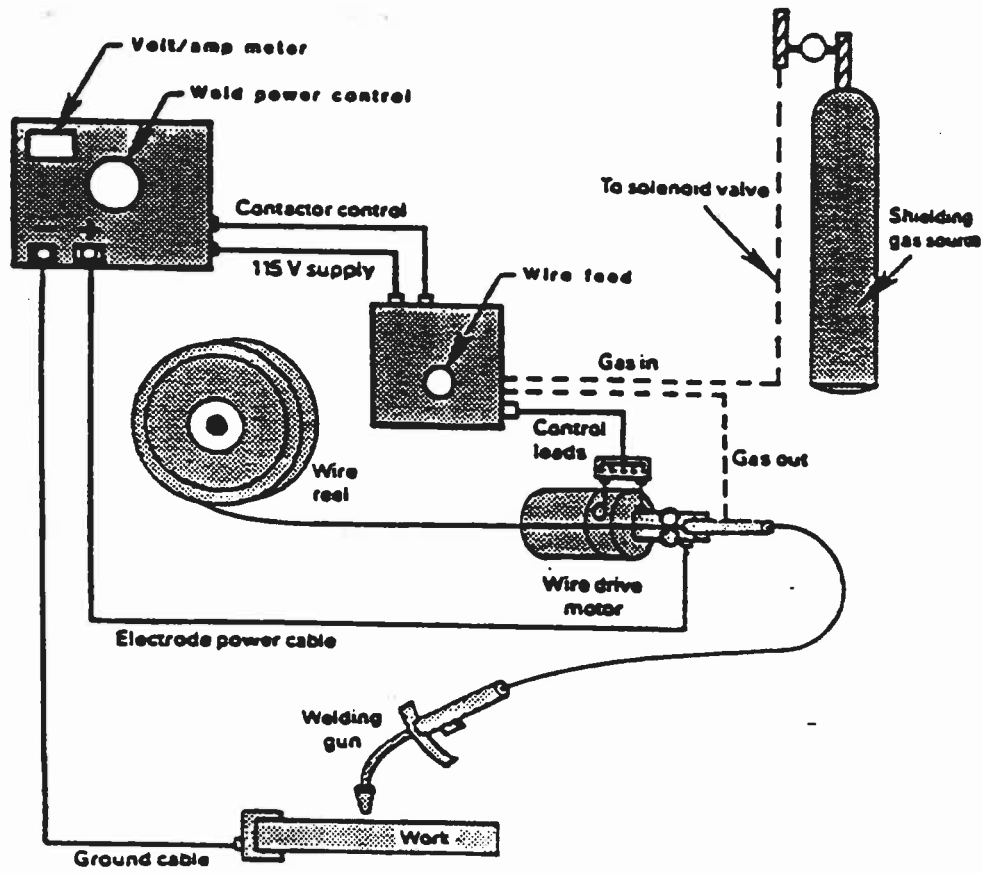 Volt/amp meter
Weld power control
To solenoid valve
Shielding
gas source
Contactor control
115 V supply
Wire feed
Gas in
Control
leads
Gas out
Wire
reel
Wire drive
motor
Electrode power cable
Welding
gun
Work
Ground cable
− +